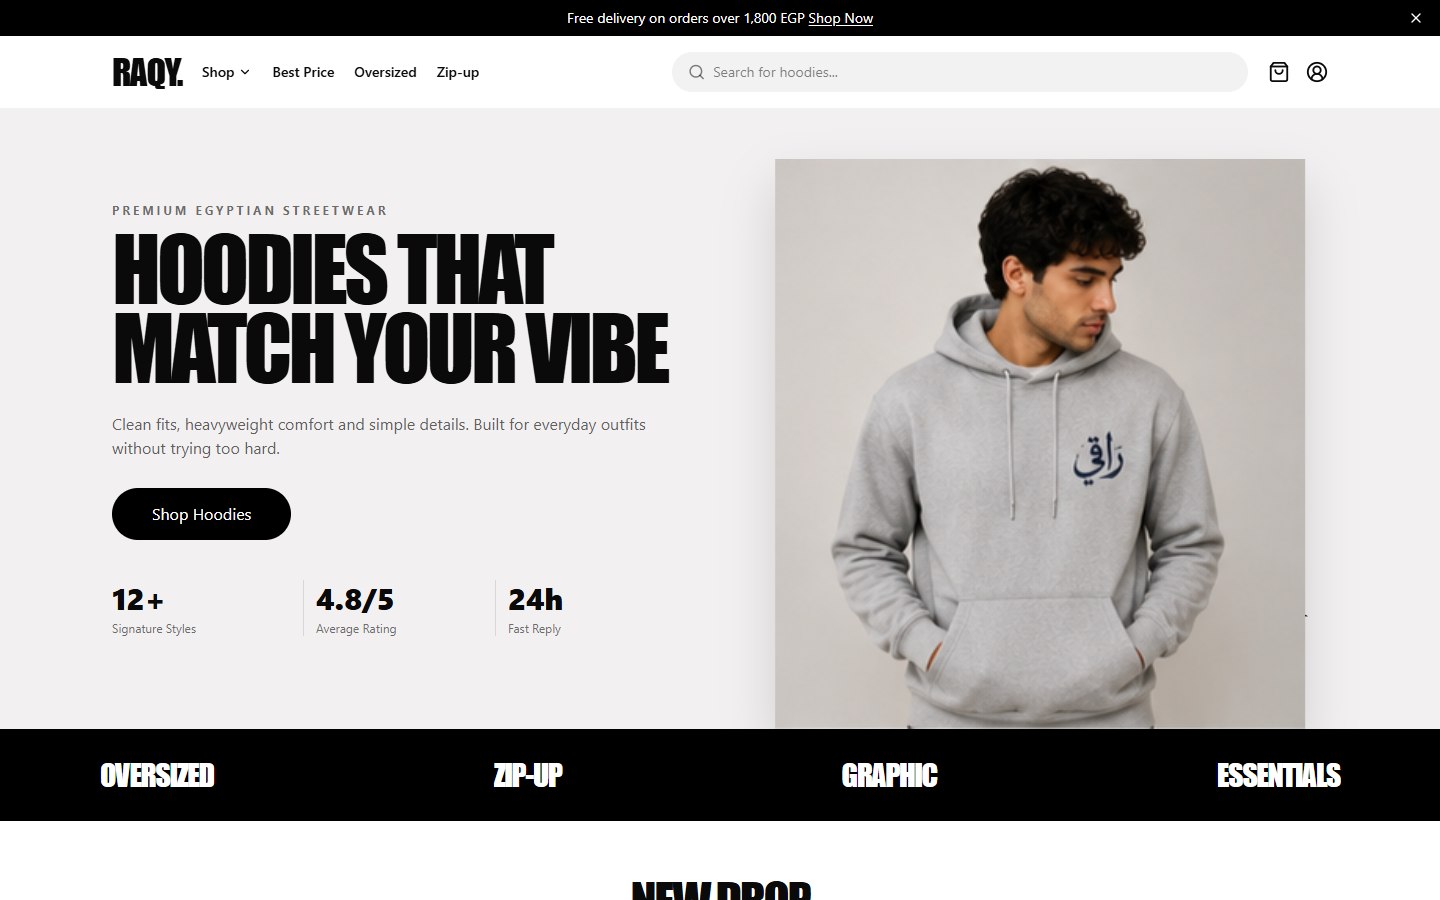 Free delivery on orders over 1,800 EGP Shop Now
RAQY.
Shop
Best Price
Oversized
Zip-up
Search for hoodies...
PREMIUM EGYPTIAN STREETWEAR
HOODIES THAT
MATCH YOUR VIBE
Clean fits, heavyweight comfort and simple details. Built for everyday outfits
without trying too hard.
Shop Hoodies
12+
Signature Styles
4.8/5
Average Rating
24h
Fast Reply
راقي
OVERSIZED
ZIP-UP
GRAPHIC
ESSENTIALS
NEW DROP